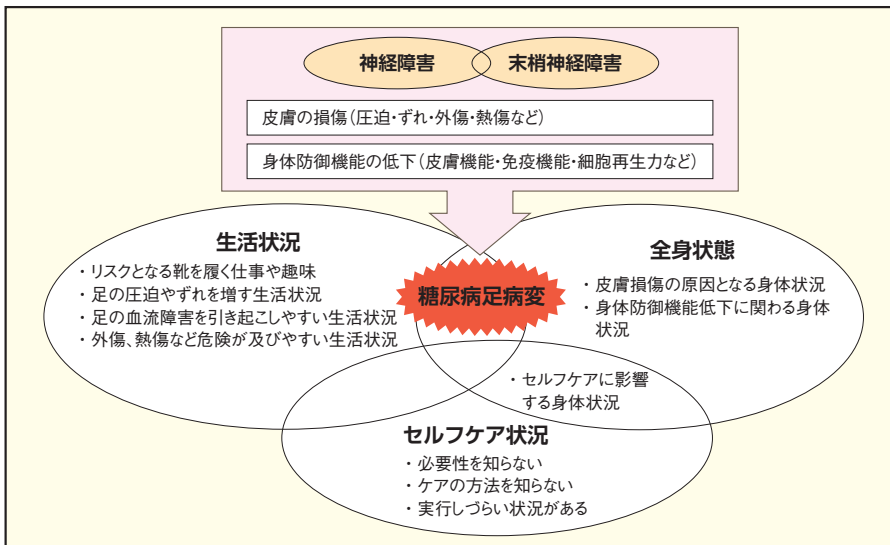 神経障害
末梢神経障害
皮膚の損傷（圧迫・ずれ・外傷・熱傷など）
身体防御機能の低下（皮膚機能・免疫機能・細胞再生力など）
生活状況
・リスクとなる靴を履く仕事や趣味
・足の圧迫やずれを増す生活状況
・足の血流障害を引き起こしやすい生活状況
・外傷、熱傷など危険が及びやすい生活状況
糖尿病足病変
全身状態
・皮膚損傷の原因となる身体状況
・身体防御機能低下に関わる身体
状況
・セルフケアに影響
する身体状況
セルフケア状況
・必要性を知らない
・ケアの方法を知らない
・実行しづらい状況がある